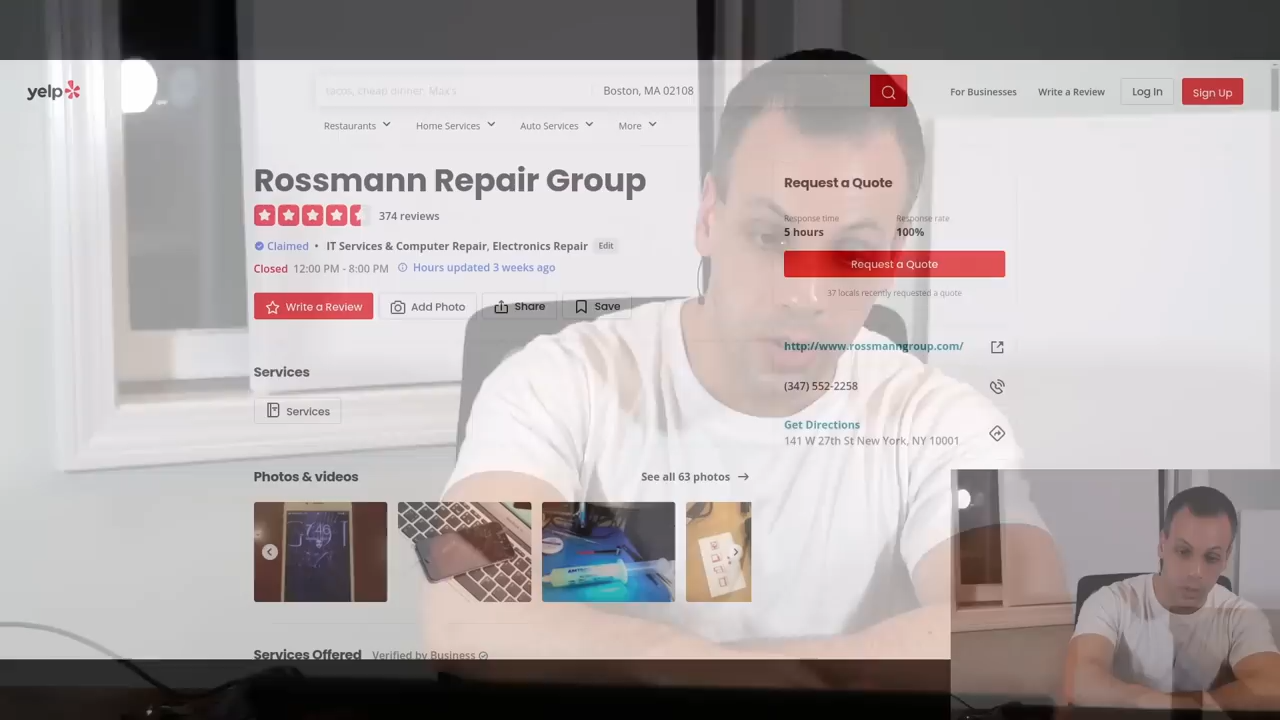 yelp
tacos, cheap dinner, Max's
Boston, MA 02108
For Businesses
Write a Review
Log In
Sign Up
Restaurants
Home Services
Auto Services
More
Rossmann Repair Group
374 reviews
Claimed • IT Services & Computer Repair, Electronics Repair Edit
Closed 12:00 PM - 8:00 PM Hours updated 3 weeks ago
Write a Review
Add Photo
Share
Save
Services
Services
Photos & videos
See all 63 photos
7:46
Services Offered Verified by Business
Request a Quote
Response time
Response rate
5 hours
100%
Request a Quote
37 locals recently requested a quote
http://www.rossmanngroup.com/
(347) 552-2258
Get Directions
141 W 27th St New York, NY 10001